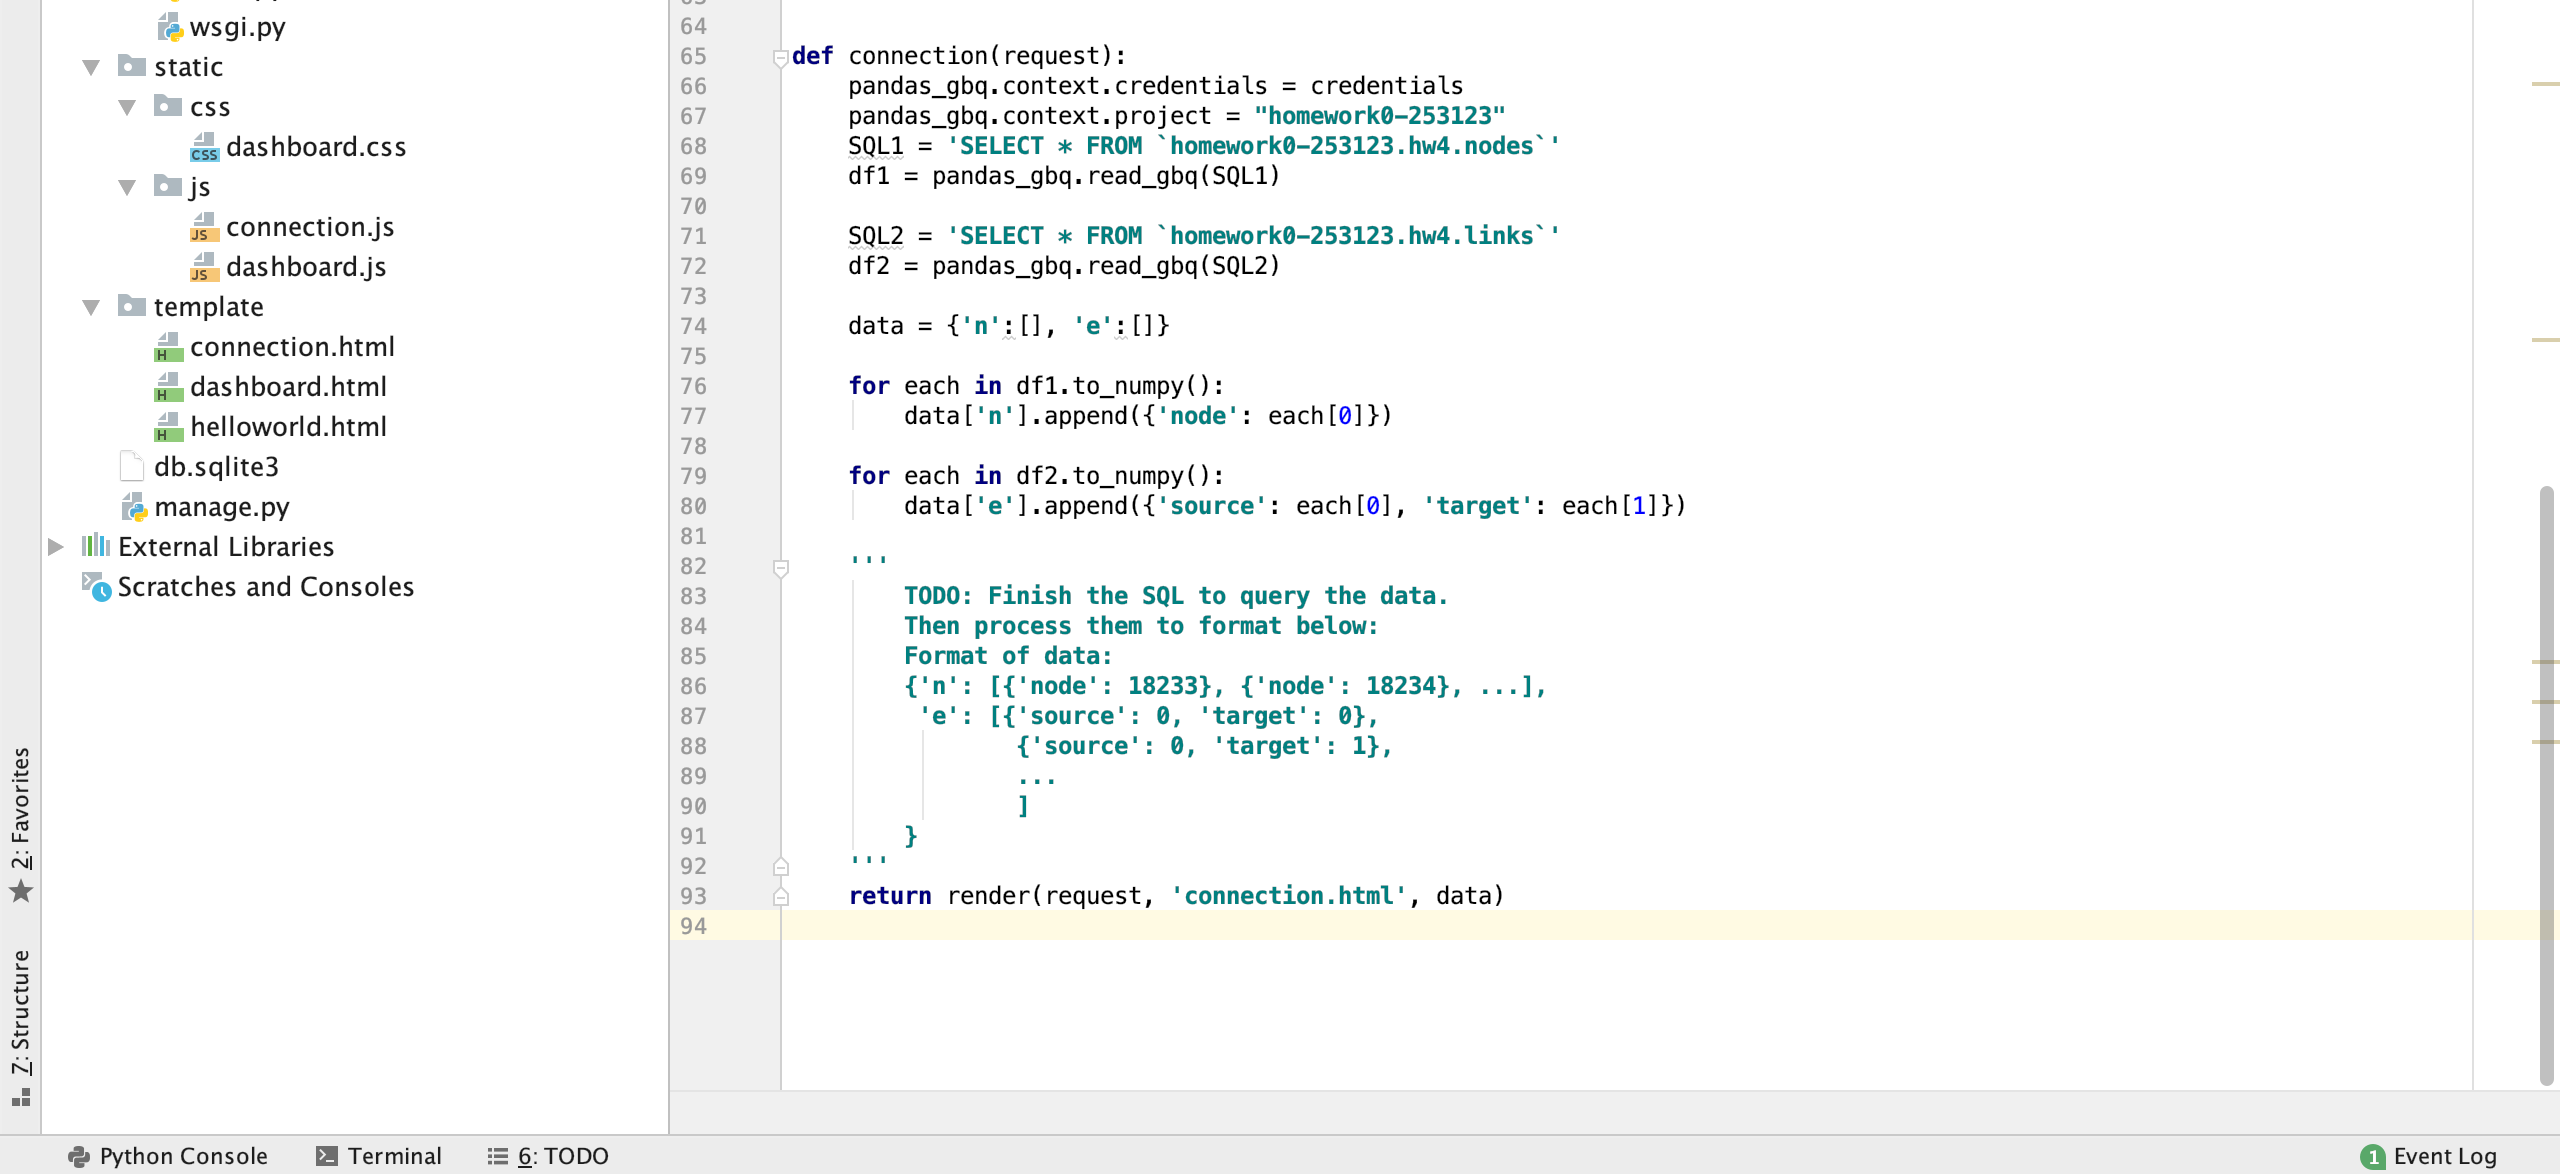 wsgi.py
static
css
dashboard.css
js
connection.js
dashboard.js
template
connection.html
dashboard.html
helloworld.html
db.sqlite3
manage.py
External Libraries
Scratches and Consoles
2: Favorites
7: Structure
64
65 def connection(request):
66 pandas_gbq.context.credentials = credentials
67 pandas_gbq.context.project = "homework0-253123"
68 SQL1 = 'SELECT * FROM `homework0-253123.hw4.nodes`'
69 df1 = pandas_gbq.read_gbq(SQL1)
70
71 SQL2 = 'SELECT * FROM `homework0-253123.hw4.links`'
72 df2 = pandas_gbq.read_gbq(SQL2)
73
74 data = {'n':[], 'e':[]}
75
76 for each in df1.to_numpy():
77 data['n'].append({'node': each[0]})
78
79 for each in df2.to_numpy():
80 data['e'].append({'source': each[0], 'target': each[1]})
81
82 '''
83 TODO: Finish the SQL to query the data.
84 Then process them to format below:
85 Format of data:
86 {'n': [{'node': 18233}, {'node': 18234}, ...],
87 'e': [{'source': 0, 'target': 0},
88 {'source': 0, 'target': 1},
89 ...
90 ]
91 }
92 '''
93 return render(request, 'connection.html', data)
94
Python Console Terminal 6: TODO 1 Event Log